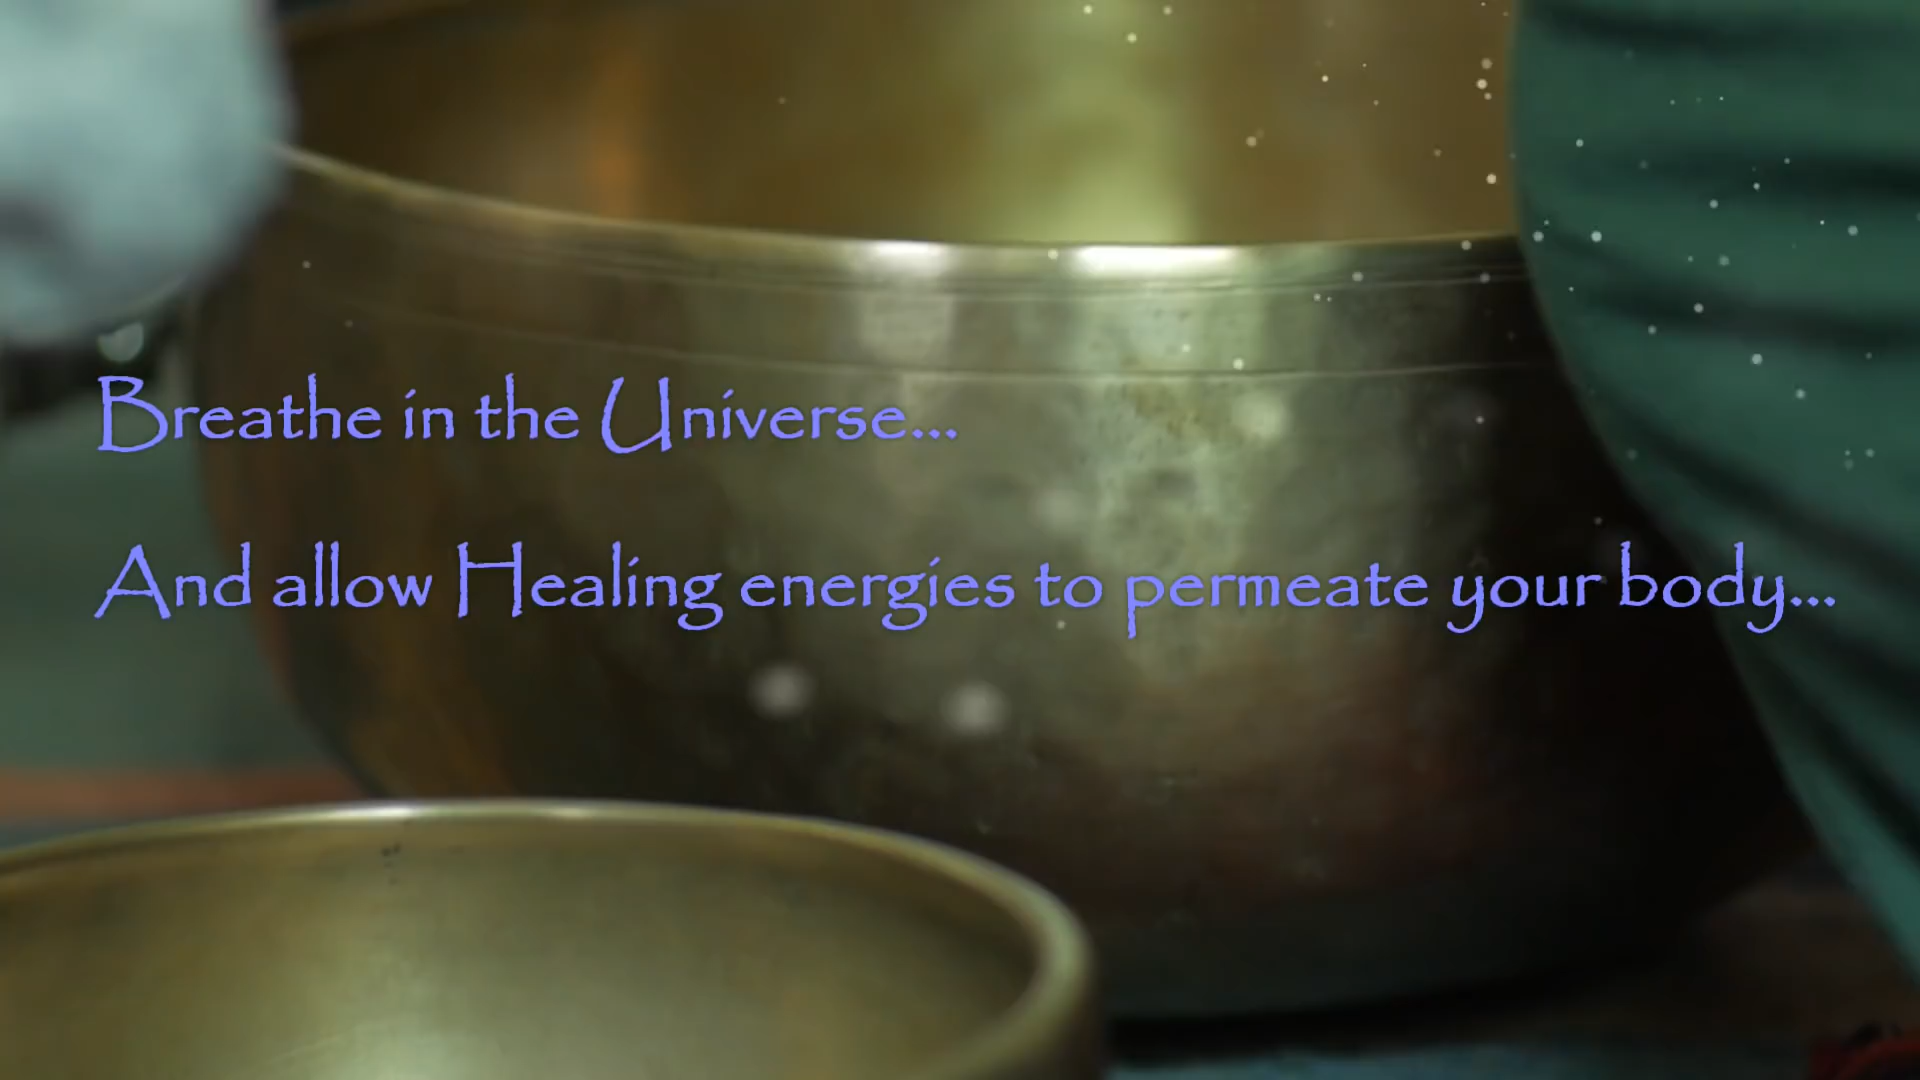 Breathe in the Universe...
And allow Healing energies to permeate your body...